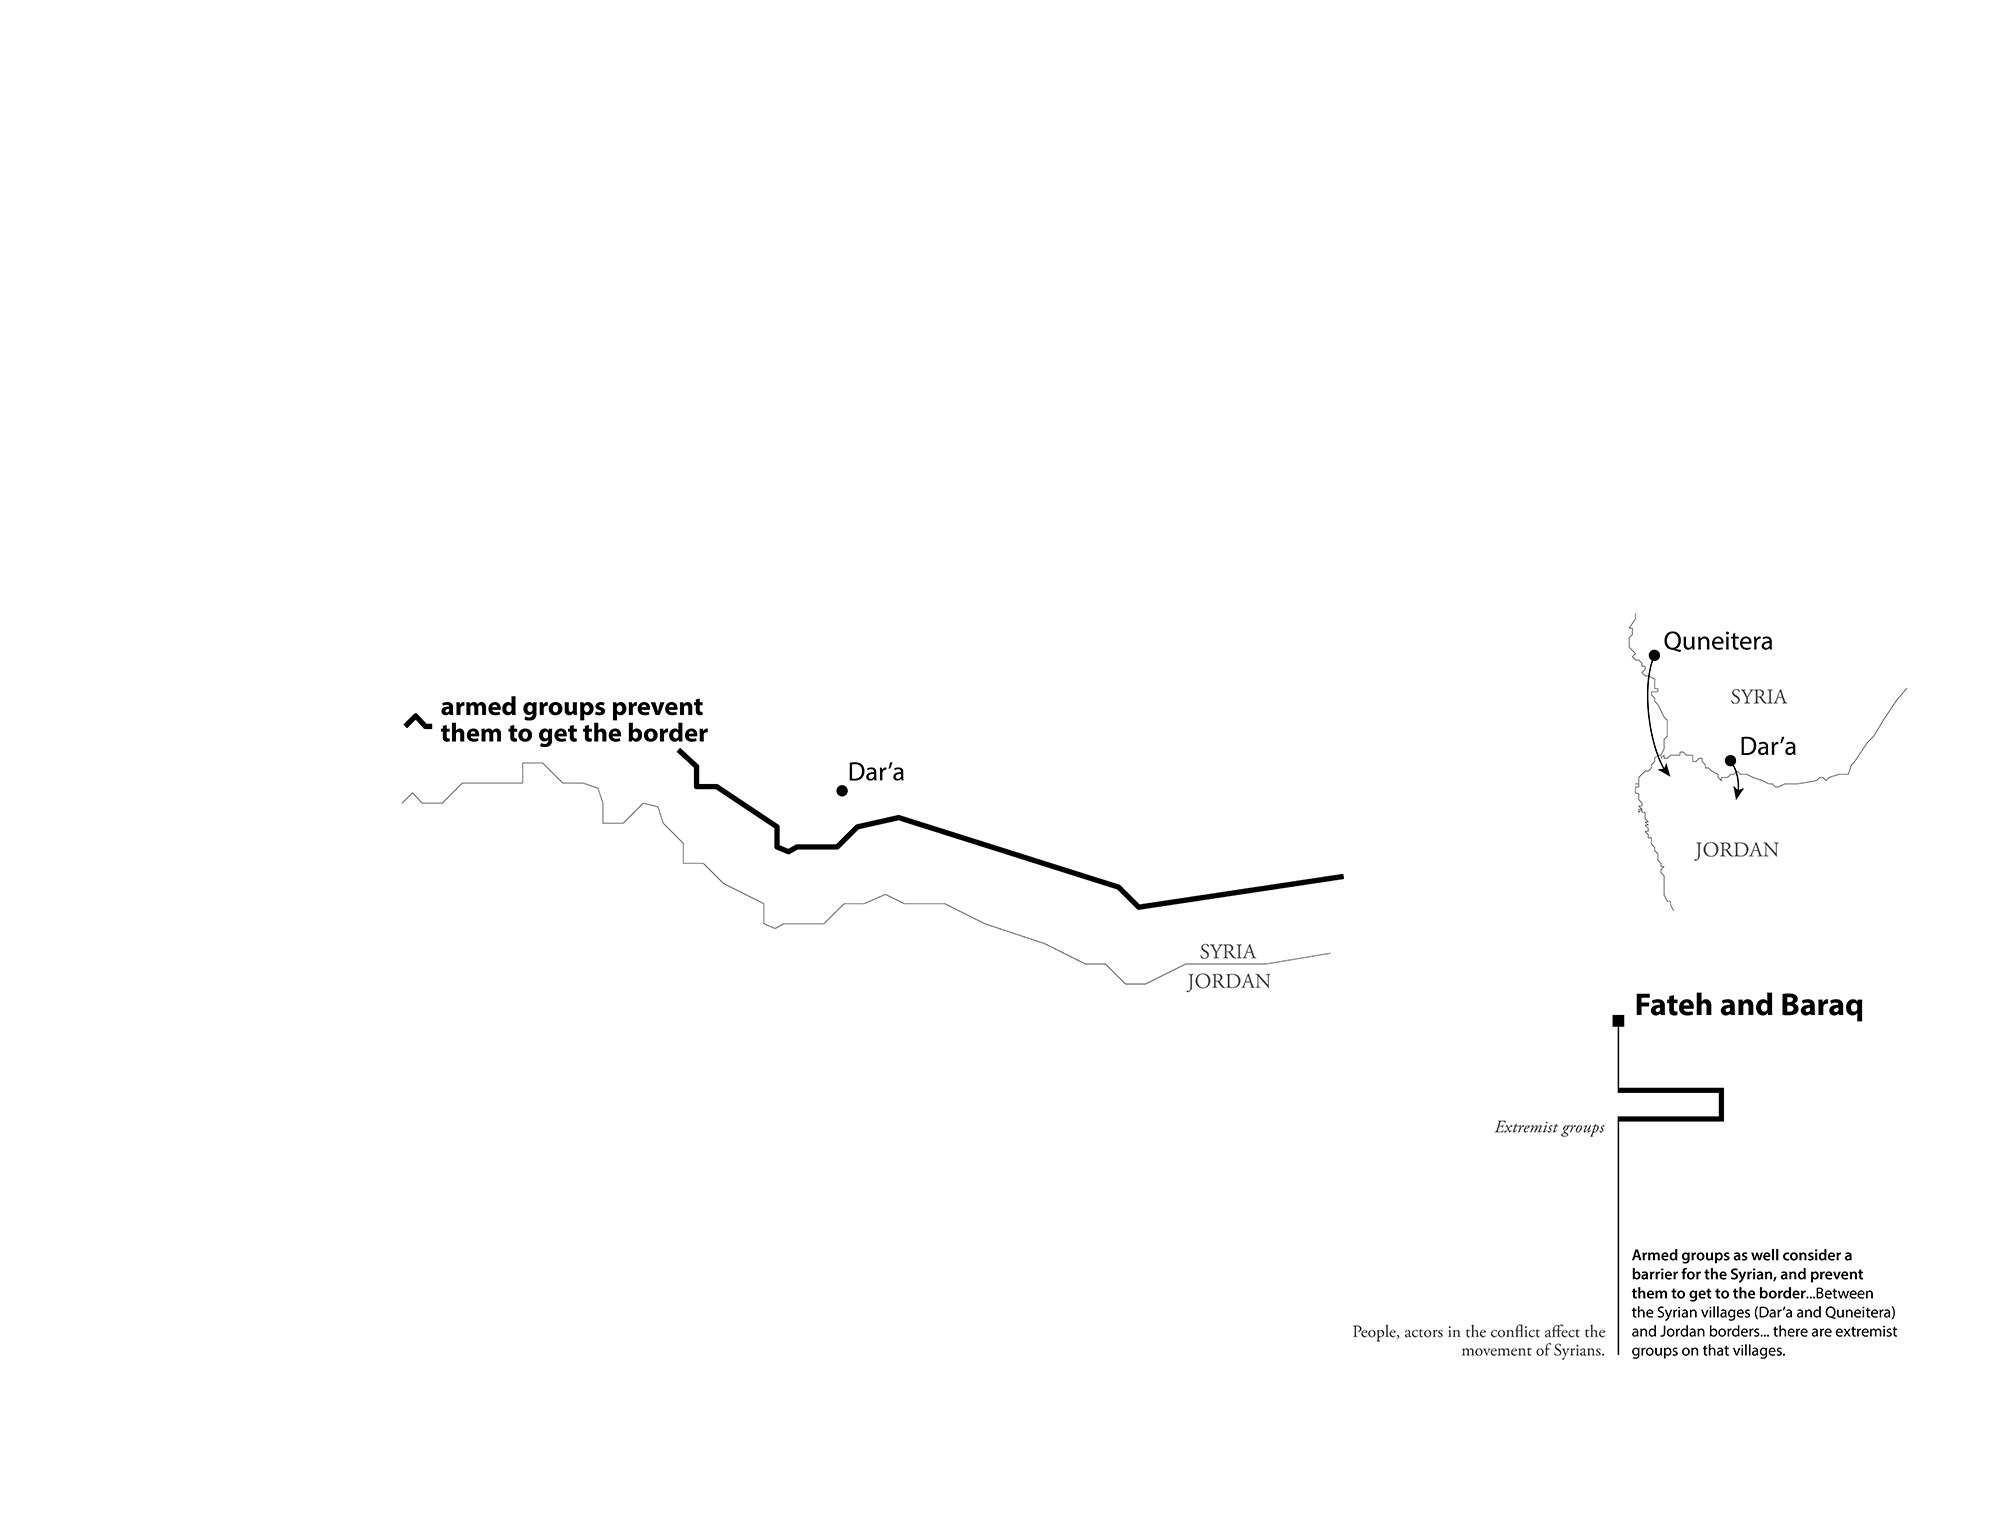 armed groups prevent
them to get the border
Dar’a
SYRIA
JORDAN
Quneitera
SYRIA
Dar’a
JORDAN
Fateh and Baraq
Extremist groups
Armed groups as well consider a
barrier for the Syrian, and prevent
them to get to the border...Between
the Syrian villages (Dar’a and Quneitera)
and Jordan borders... there are extremist
groups on that villages.
People, actors in the conflict affect the
movement of Syrians.